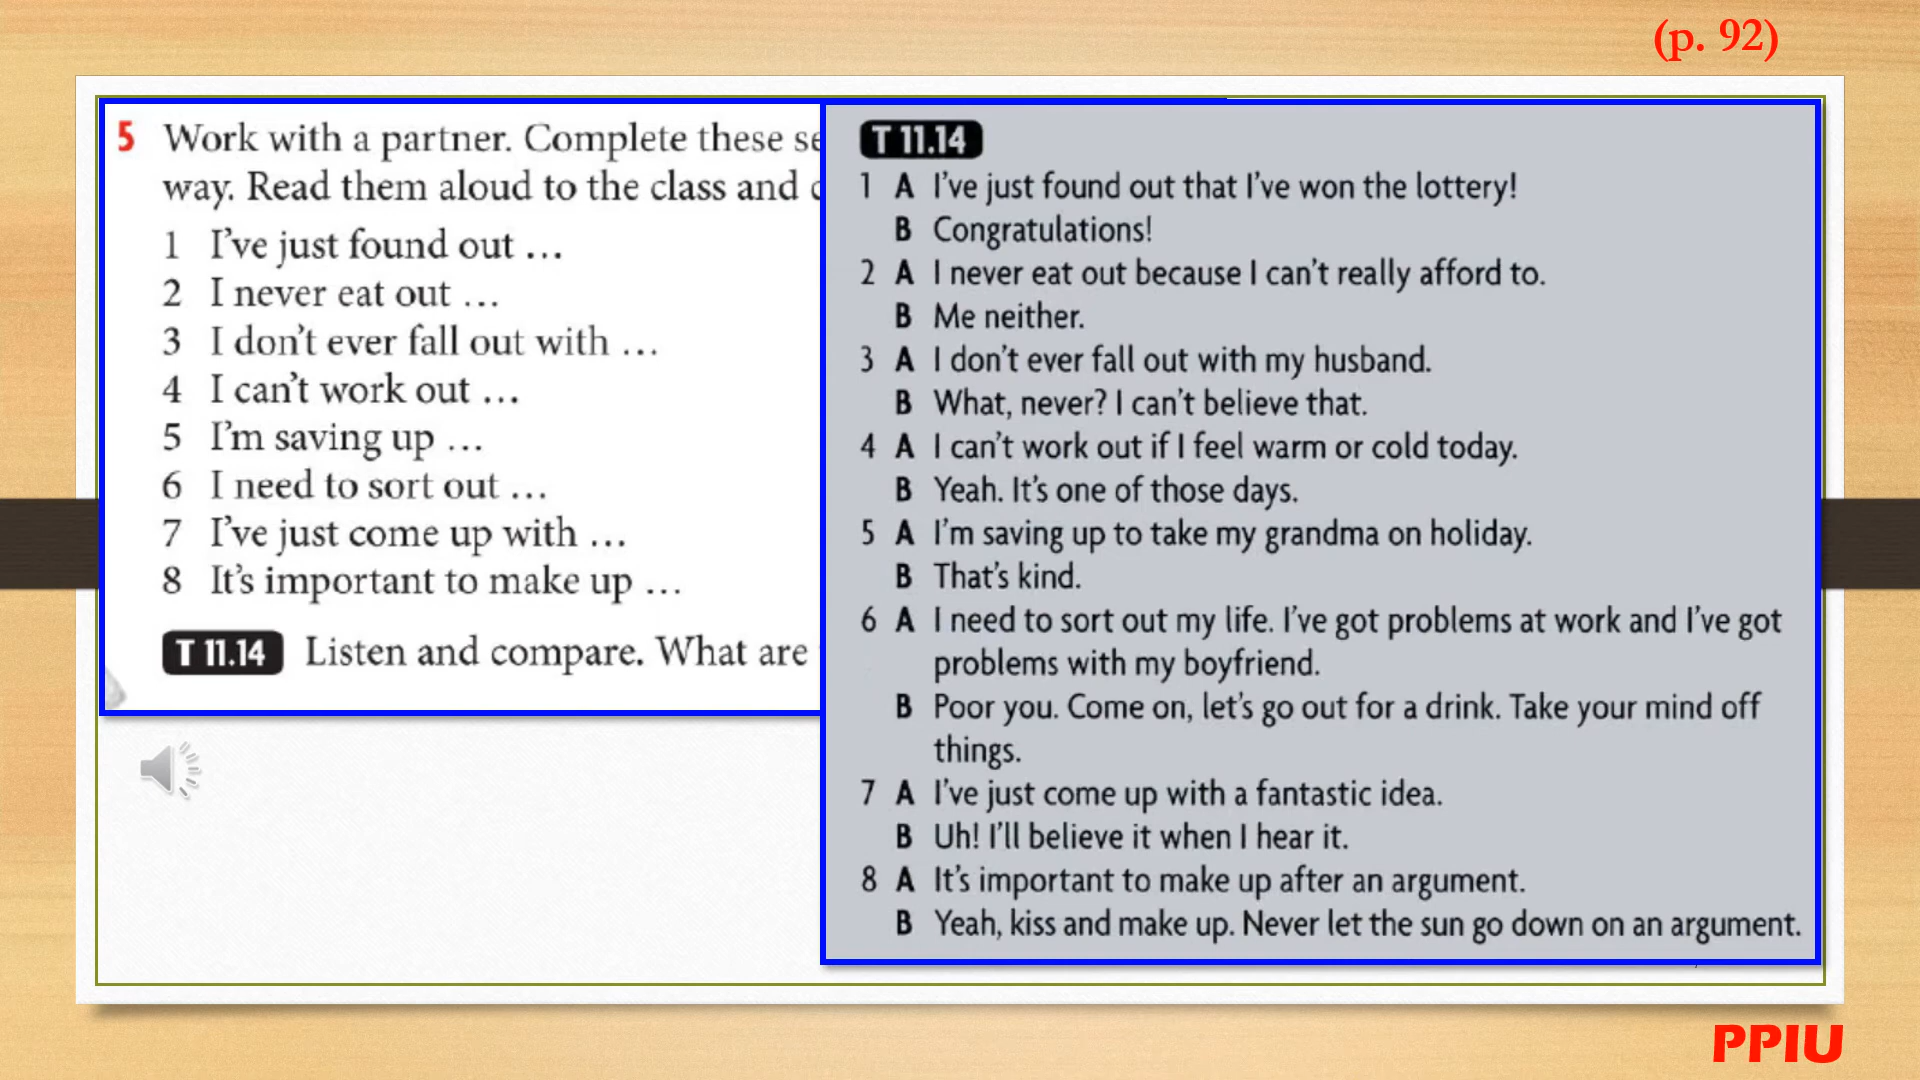 (p. 92)
5 Work with a partner. Complete these se
way. Read them aloud to the class and
1 I've just found out …
2 I never eat out …
3 I don't ever fall out with …
4 I can't work out …
5 I'm saving up …
6 I need to sort out …
7 I've just come up with …
8 It's important to make up …
T 11.14 Listen and compare. What are
T 11.14
1 A I've just found out that I've won the lottery!
B Congratulations!
2 A I never eat out because I can't really afford to.
B Me neither.
3 A I don't ever fall out with my husband.
B What, never? I can't believe that.
4 A I can't work out if I feel warm or cold today.
B Yeah. It's one of those days.
5 A I'm saving up to take my grandma on holiday.
B That's kind.
6 A I need to sort out my life. I've got problems at work and I've got
problems with my boyfriend.
B Poor you. Come on, let's go out for a drink. Take your mind off
things.
7 A I've just come up with a fantastic idea.
B Uh! I'll believe it when I hear it.
8 A It's important to make up after an argument.
B Yeah, kiss and make up. Never let the sun go down on an argument.
PPIU